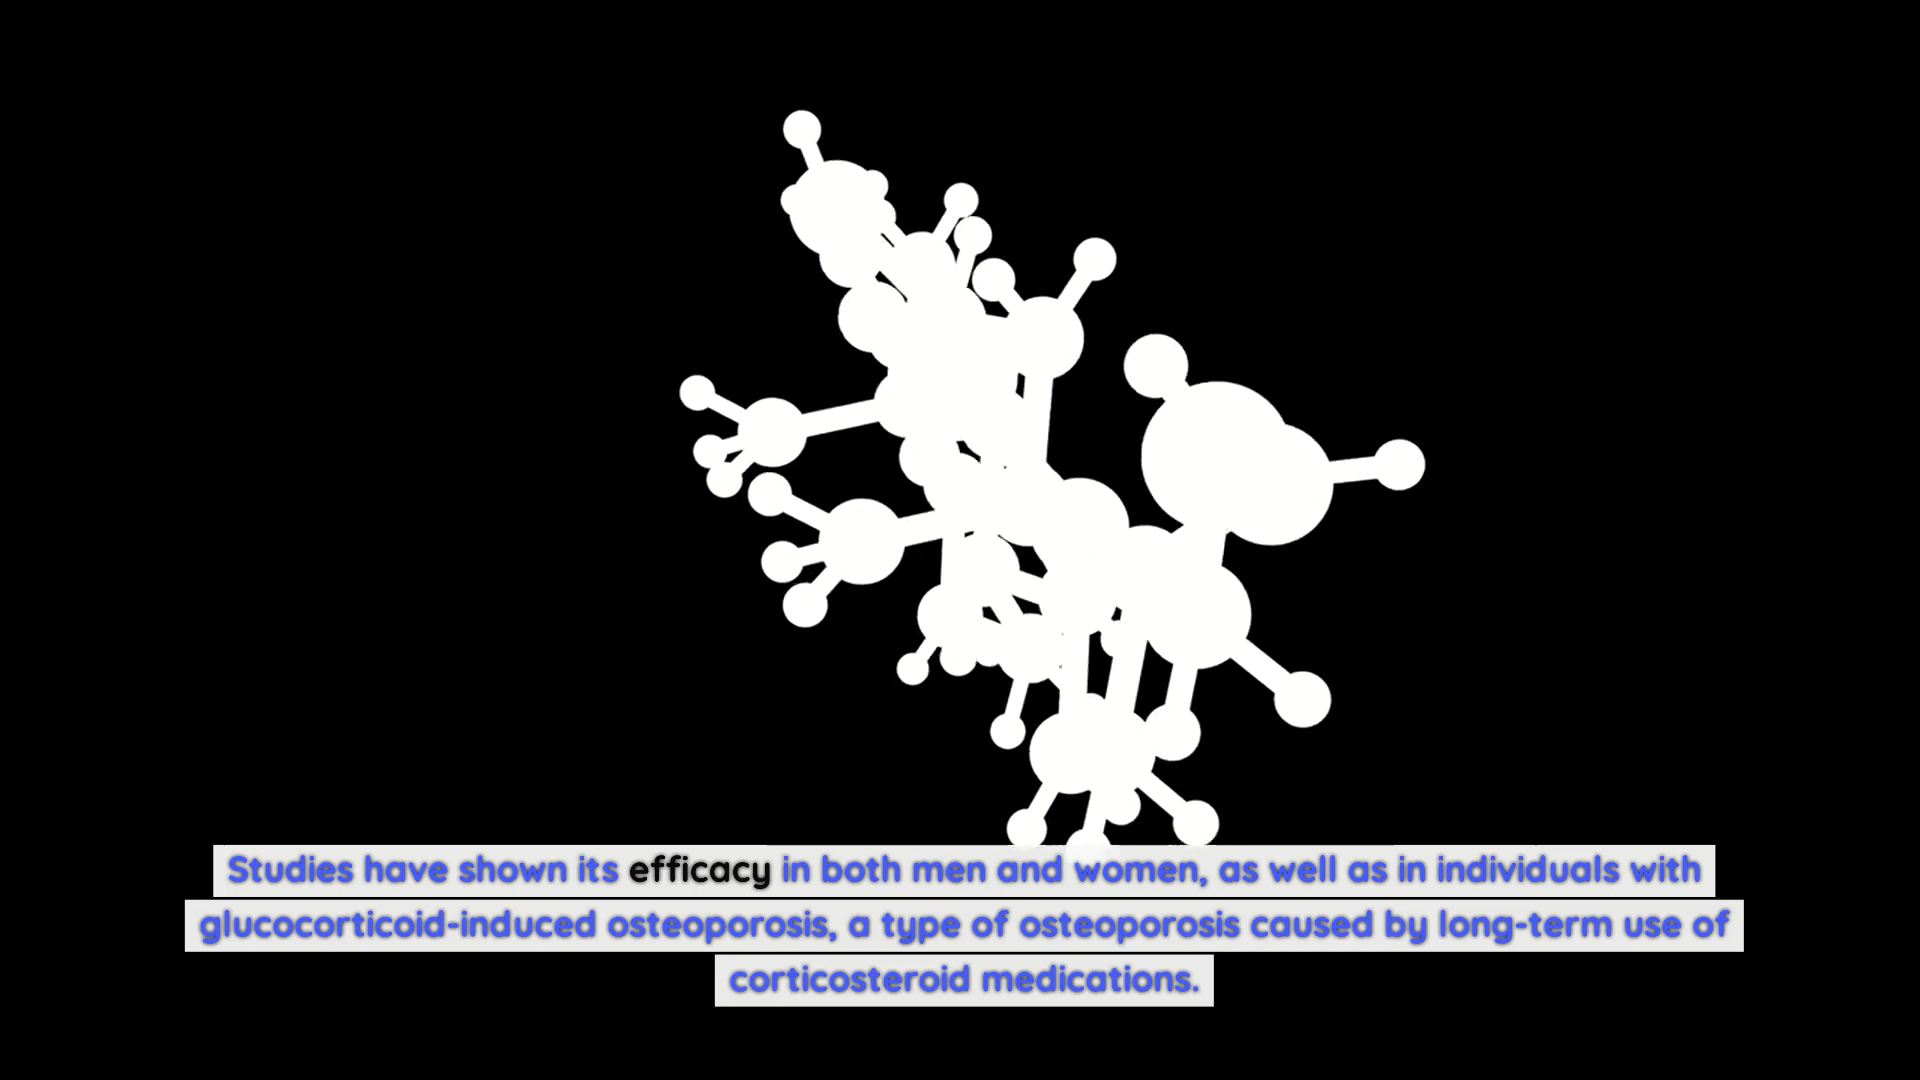 Studies have shown its efficacy in both men and women, as well as in individuals with
glucocorticoid-induced osteoporosis, a type of osteoporosis caused by long-term use of
corticosteroid medications.